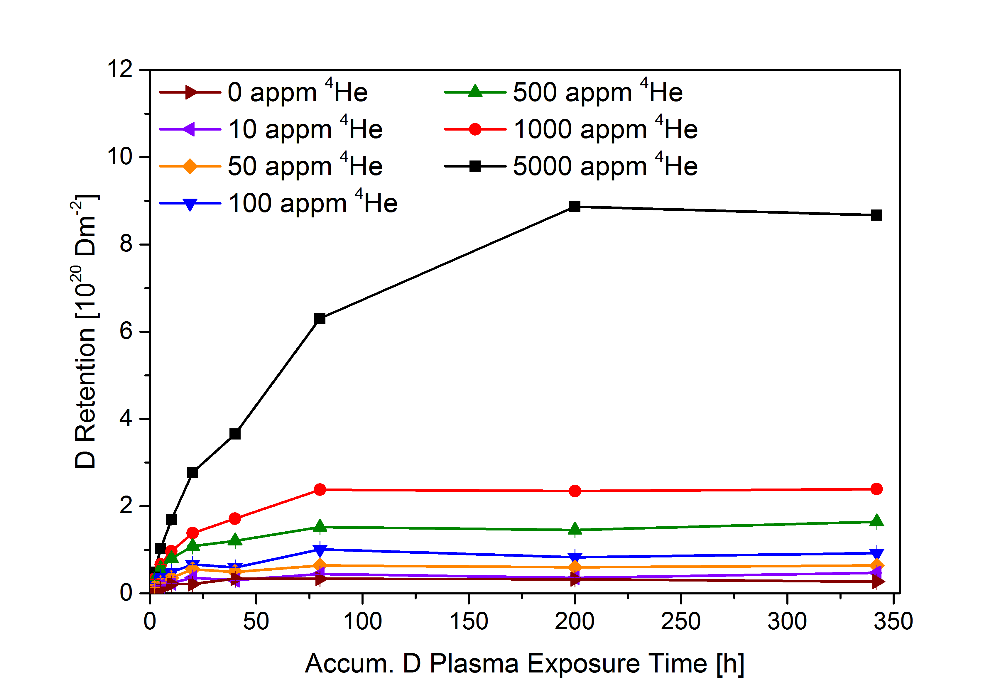 12
10
8
6
4
2
0
D Retention [10²⁰ Dm⁻²]
0 appm ⁴He
10 appm ⁴He
50 appm ⁴He
100 appm ⁴He
500 appm ⁴He
1000 appm ⁴He
5000 appm ⁴He
0 50 100 150 200 250 300 350
Accum. D Plasma Exposure Time [h]